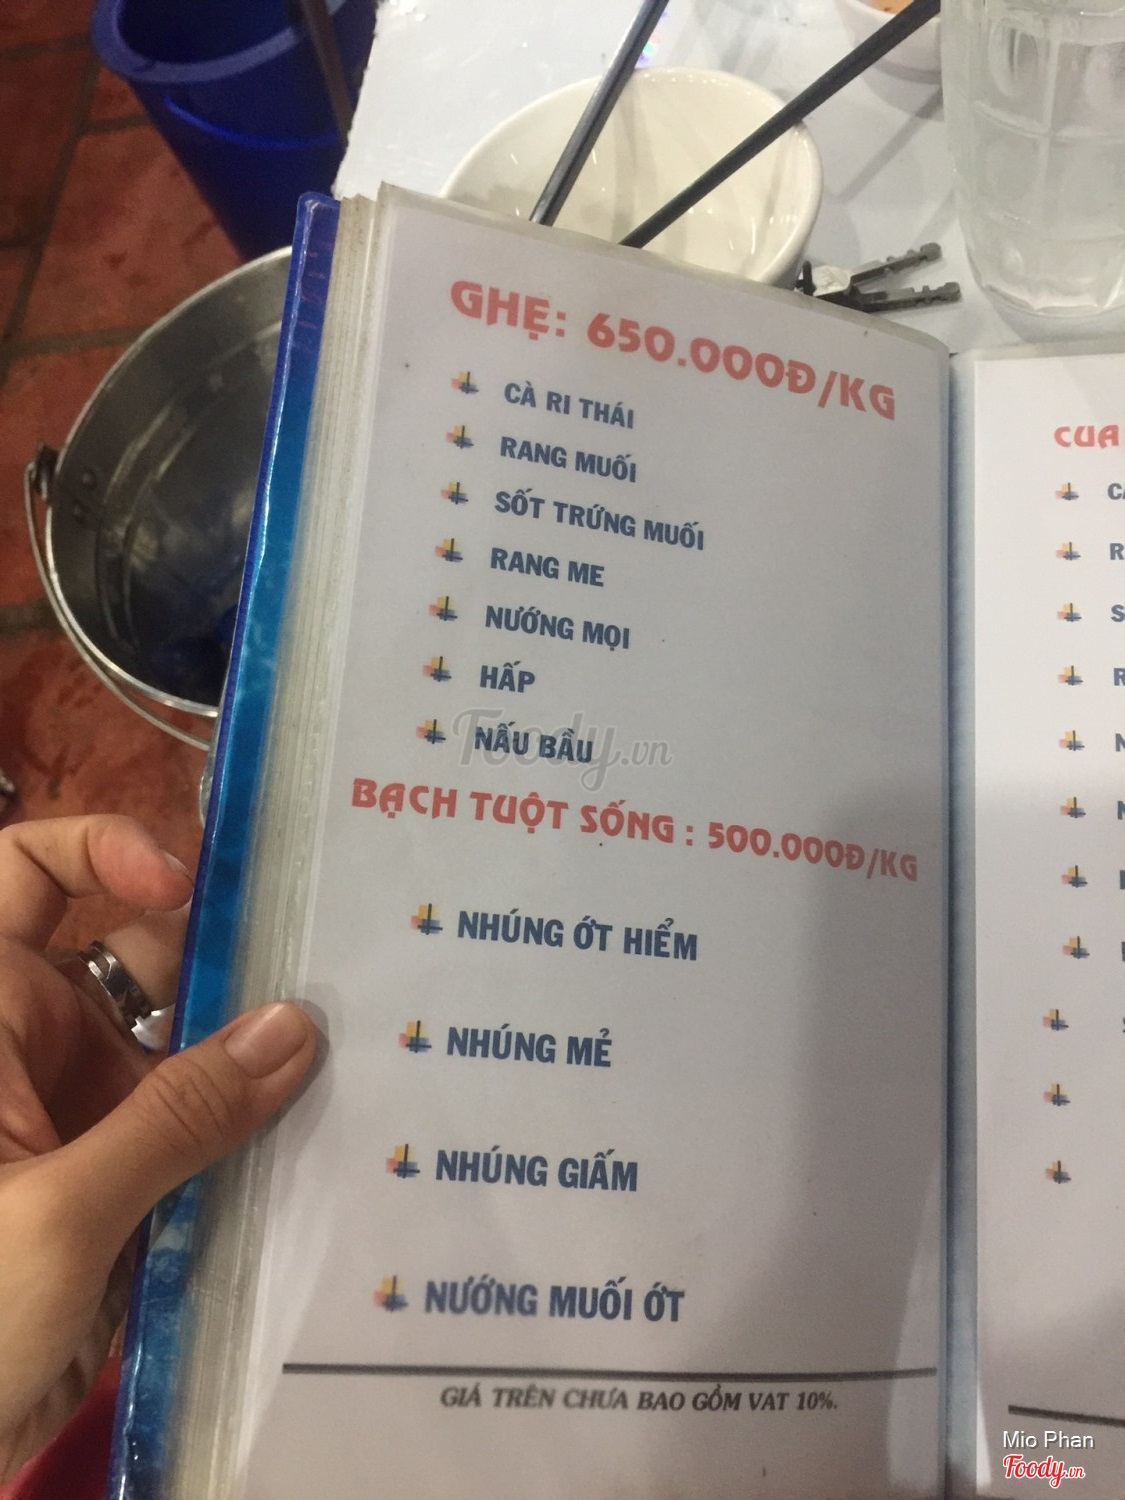 GHẸ: 650.000Đ/KG
CÀ RI THÁI
RANG MUỐI
SỐT TRỨNG MUỐI
RANG ME
NƯỚNG MỌI
HẤP
NẤU BẦU
Foody.vn
BẠCH TUỘT SỐNG : 500.000Đ/KG
NHÚNG ỚT HIỂM
NHÚNG MẺ
NHÚNG GIẤM
NƯỚNG MUỐI ỚT
GIÁ TRÊN CHƯA BAO GỒM VAT 10%.
CUA
Mio Phan
Foody.vn